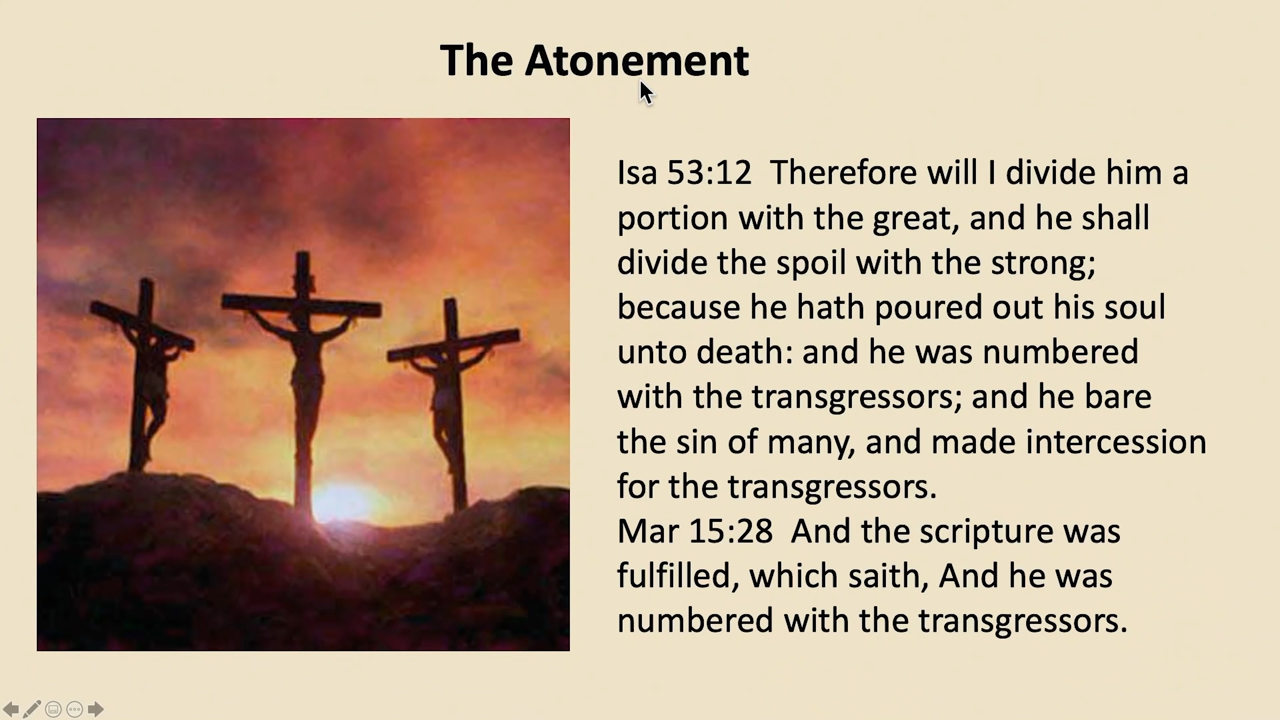 The Atonement
Isa 53:12  Therefore will I divide him a
portion with the great, and he shall
divide the spoil with the strong;
because he hath poured out his soul
unto death: and he was numbered
with the transgressors; and he bare
the sin of many, and made intercession
for the transgressors.
Mar 15:28  And the scripture was
fulfilled, which saith, And he was
numbered with the transgressors.